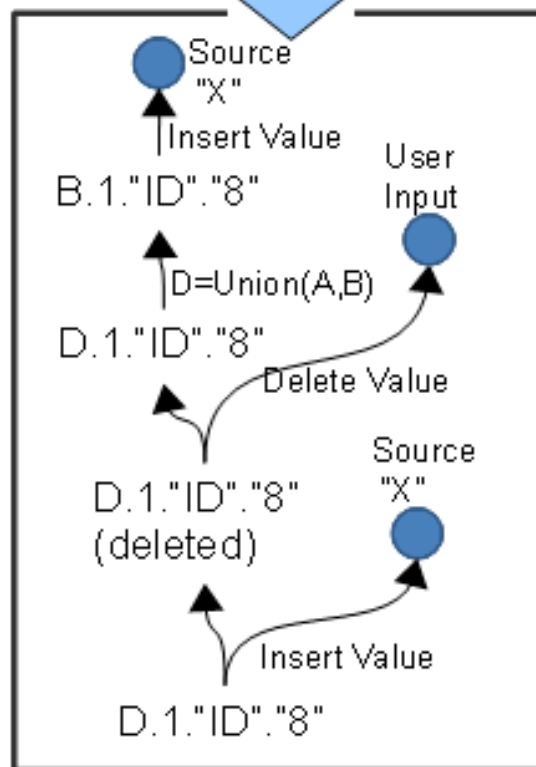 Source
"X"
Insert Value
User
Input
B.1."ID"."8"
D=Union(A,B)
D.1."ID"."8"
Delete Value
Source
"X"
D.1."ID"."8"
(deleted)
Insert Value
D.1."ID"."8"